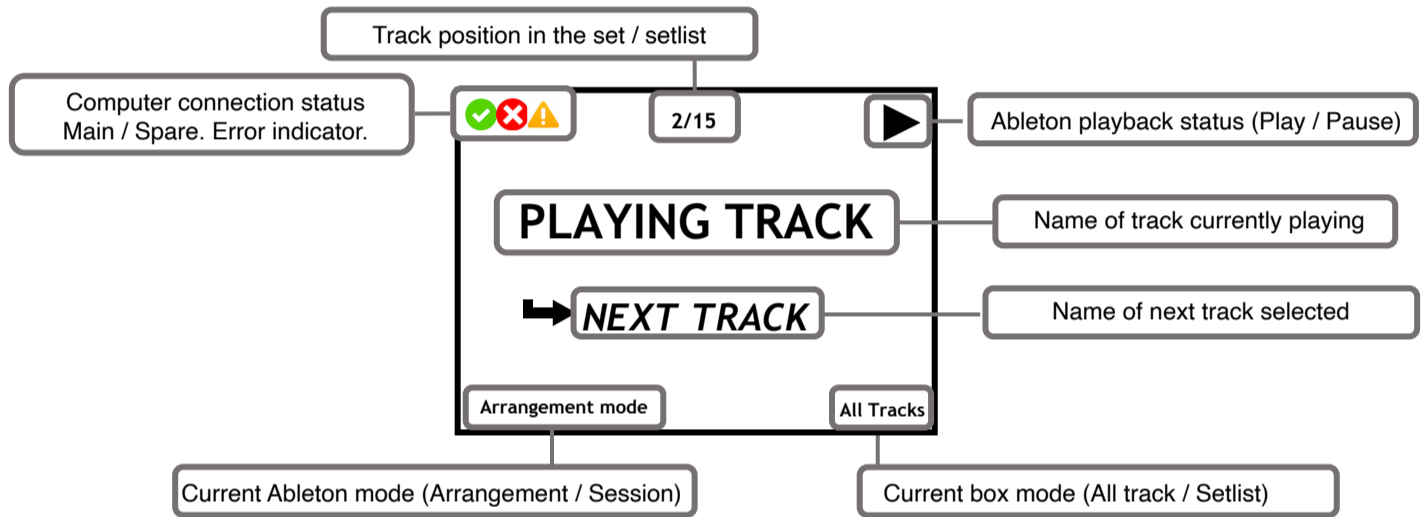 Track position in the set / setlist
Computer connection status
Main / Spare. Error indicator.
2/15
Ableton playback status (Play / Pause)
PLAYING TRACK
Name of track currently playing
NEXT TRACK
Name of next track selected
Arrangement mode
All Tracks
Current Ableton mode (Arrangement / Session)
Current box mode (All track / Setlist)